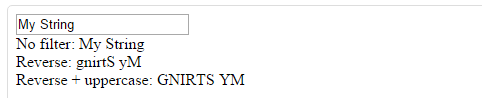 My String
No filter: My String
Reverse: gnirtS yM
Reverse + uppercase: GNIRTS YM